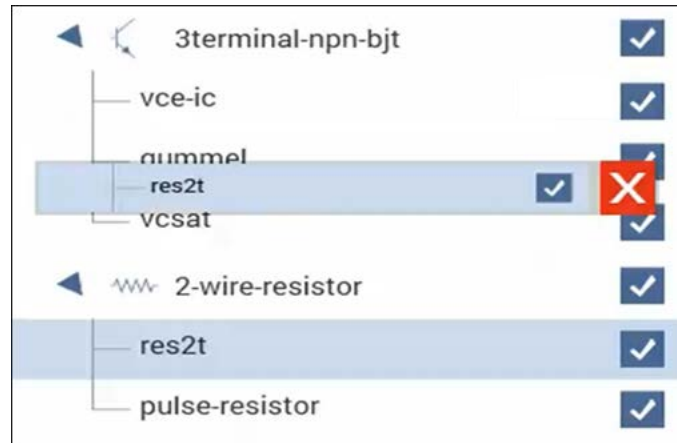 3terminal-npn-bjt
vce-ic
gummel
res2t
vcsat
2-wire-resistor
res2t
pulse-resistor